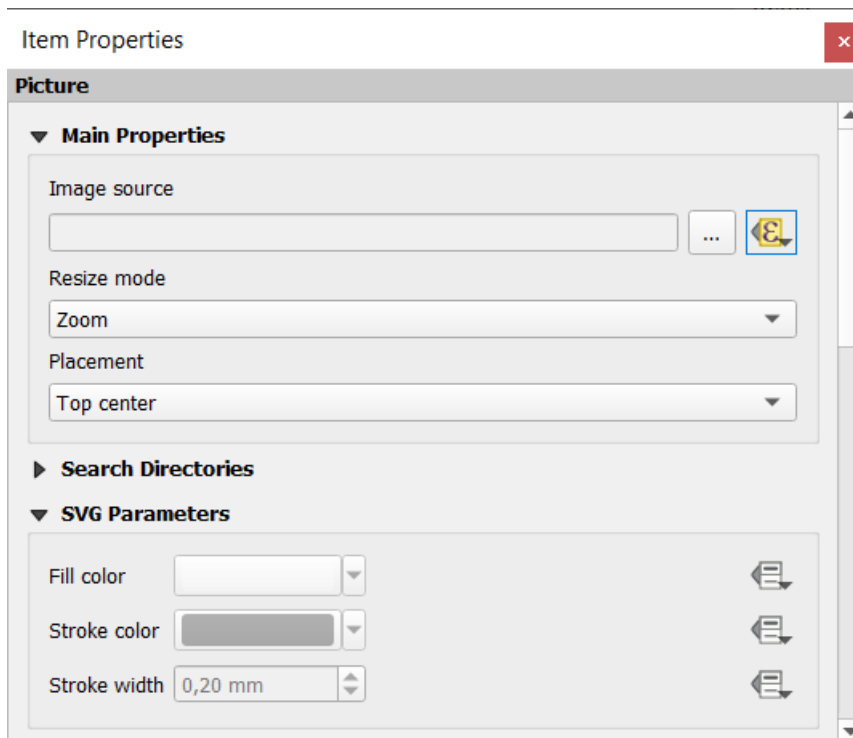 Item Properties
Picture
Main Properties
Image source
...
ε
Resize mode
Zoom
Placement
Top center
Search Directories
SVG Parameters
Fill color
Stroke color
Stroke width 0,20 mm